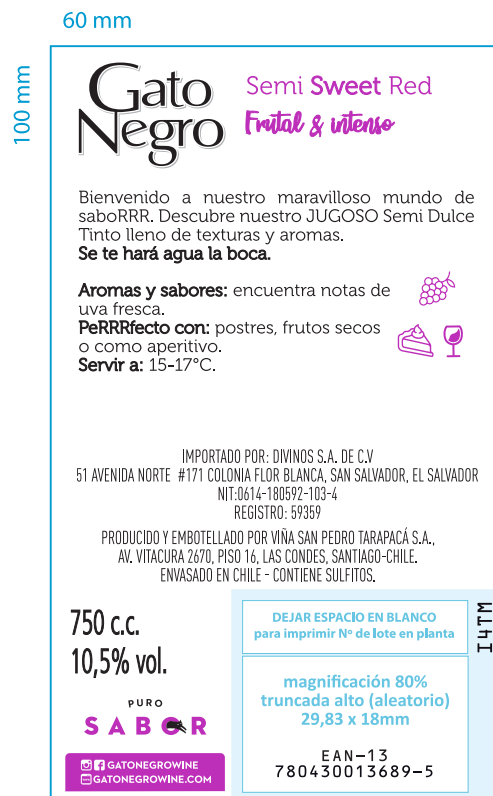 60 mm
100 mm
Gato
Negro
Semi Sweet Red
Frutal & intenso
Bienvenido a nuestro maravilloso mundo de
saboRRR. Descubre nuestro JUGOSO Semi Dulce
Tinto lleno de texturas y aromas.
Se te hará agua la boca.
Aromas y sabores: encuentra notas de
uva fresca.
PeRRRfecto con: postres, frutos secos
o como aperitivo.
Servir a: 15-17°C.
IMPORTADO POR: DIVINOS S.A. DE C.V
51 AVENIDA NORTE #171 COLONIA FLOR BLANCA, SAN SALVADOR, EL SALVADOR
NIT:0614-180592-103-4
REGISTRO: 59359
PRODUCIDO Y EMBOTELLADO POR VIÑA SAN PEDRO TARAPACÁ S.A.,
AV. VITACURA 2670, PISO 16, LAS CONDES, SANTIAGO-CHILE.
ENVASADO EN CHILE - CONTIENE SULFITOS.
750 c.c.
10,5% vol.
PURO
SABOR
GATONEGROWINE
GATONEGROWINE.COM
DEJAR ESPACIO EN BLANCO
para imprimir Nº de lote en planta
I4TM
magnificación 80%
truncada alto (aleatorio)
29,83 x 18mm
EAN-13
780430013689-5